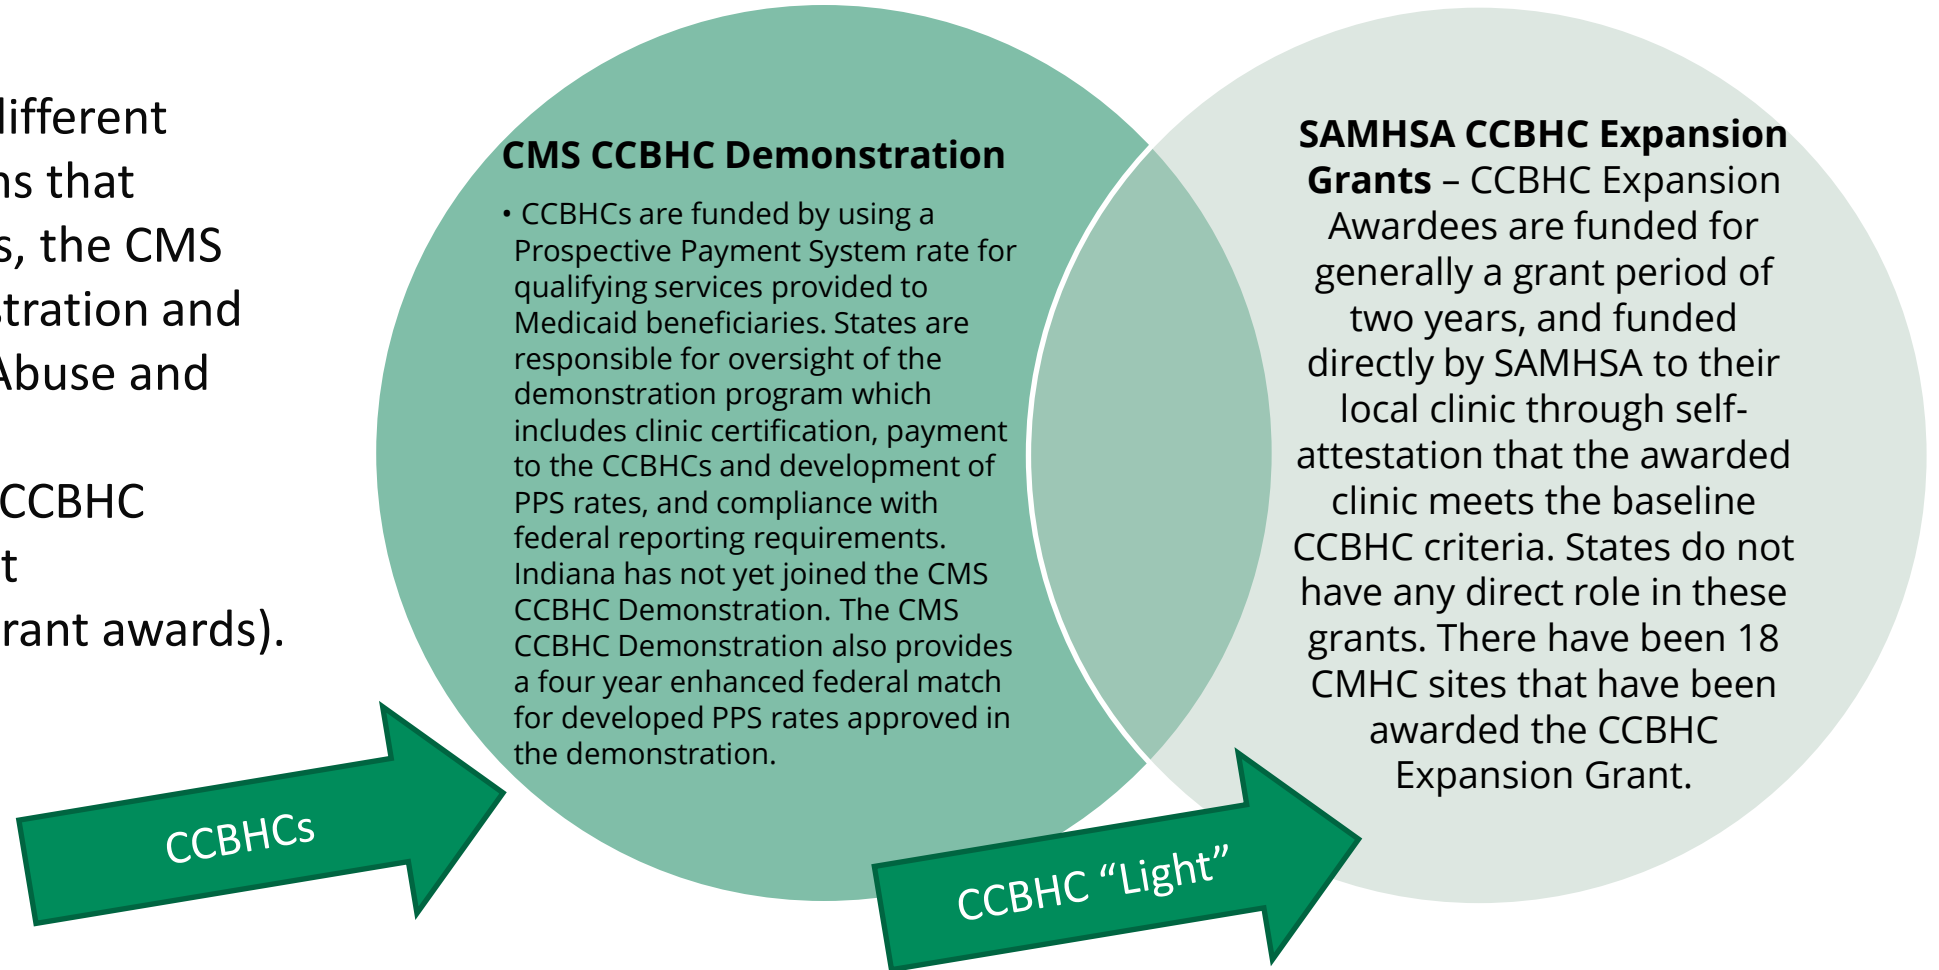 different
ns that
s, the CMS
stration and
Abuse and
CCBHC
t
rant awards).
CMS CCBHC Demonstration
• CCBHCs are funded by using a
Prospective Payment System rate for
qualifying services provided to
Medicaid beneficiaries. States are
responsible for oversight of the
demonstration program which
includes clinic certification, payment
to the CCBHCs and development of
PPS rates, and compliance with
federal reporting requirements.
Indiana has not yet joined the CMS
CCBHC Demonstration. The CMS
CCBHC Demonstration also provides
a four year enhanced federal match
for developed PPS rates approved in
the demonstration.
SAMHSA CCBHC Expansion
Grants – CCBHC Expansion
Awardees are funded for
generally a grant period of
two years, and funded
directly by SAMHSA to their
local clinic through self-
attestation that the awarded
clinic meets the baseline
CCBHC criteria. States do not
have any direct role in these
grants. There have been 18
CMHC sites that have been
awarded the CCBHC
Expansion Grant.
CCBHCs
CCBHC “Light”